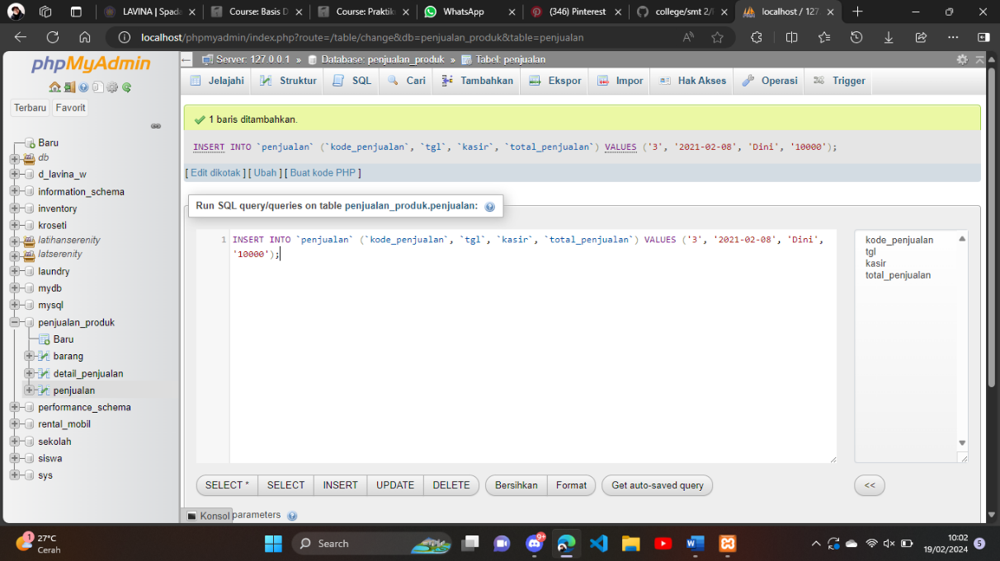 LAVINA | Spad
Course: Basis D
Course: Praktik
WhatsApp
(346) Pinterest
college/smt 2/
localhost / 127.
localhost/phpmyadmin/index.php?route=/table/change&db=penjualan_produk&table=penjualan
phpMyAdmin
Terbaru Favorit
Baru
db
d_lavina_w
information_schema
inventory
kroseti
latihanserenity
latserenity
laundry
mydb
mysql
penjualan_produk
Baru
barang
detail_penjualan
penjualan
performance_schema
rental_mobil
sekolah
siswa
sys
Server: 127.0.0.1 » Database: penjualan_produk » Tabel: penjualan
Jelajahi Struktur SQL Cari Tambahkan Ekspor Impor Hak Akses Operasi Trigger
1 baris ditambahkan.
INSERT INTO `penjualan` (`kode_penjualan`, `tgl`, `kasir`, `total_penjualan`) VALUES ('3', '2021-02-08', 'Dini', '10000');
[ Edit dikotak ] [ Ubah ] [ Buat kode PHP ]
Run SQL query/queries on table penjualan_produk.penjualan:
1 INSERT INTO `penjualan` (`kode_penjualan`, `tgl`, `kasir`, `total_penjualan`) VALUES ('3', '2021-02-08', 'Dini',
'10000');
kode_penjualan
tgl
kasir
total_penjualan
SELECT * SELECT INSERT UPDATE DELETE Bersihkan Format Get auto-saved query <<
Konsol parameters
1
27°C
Cerah
Search
9+
10:02
19/02/2024
5